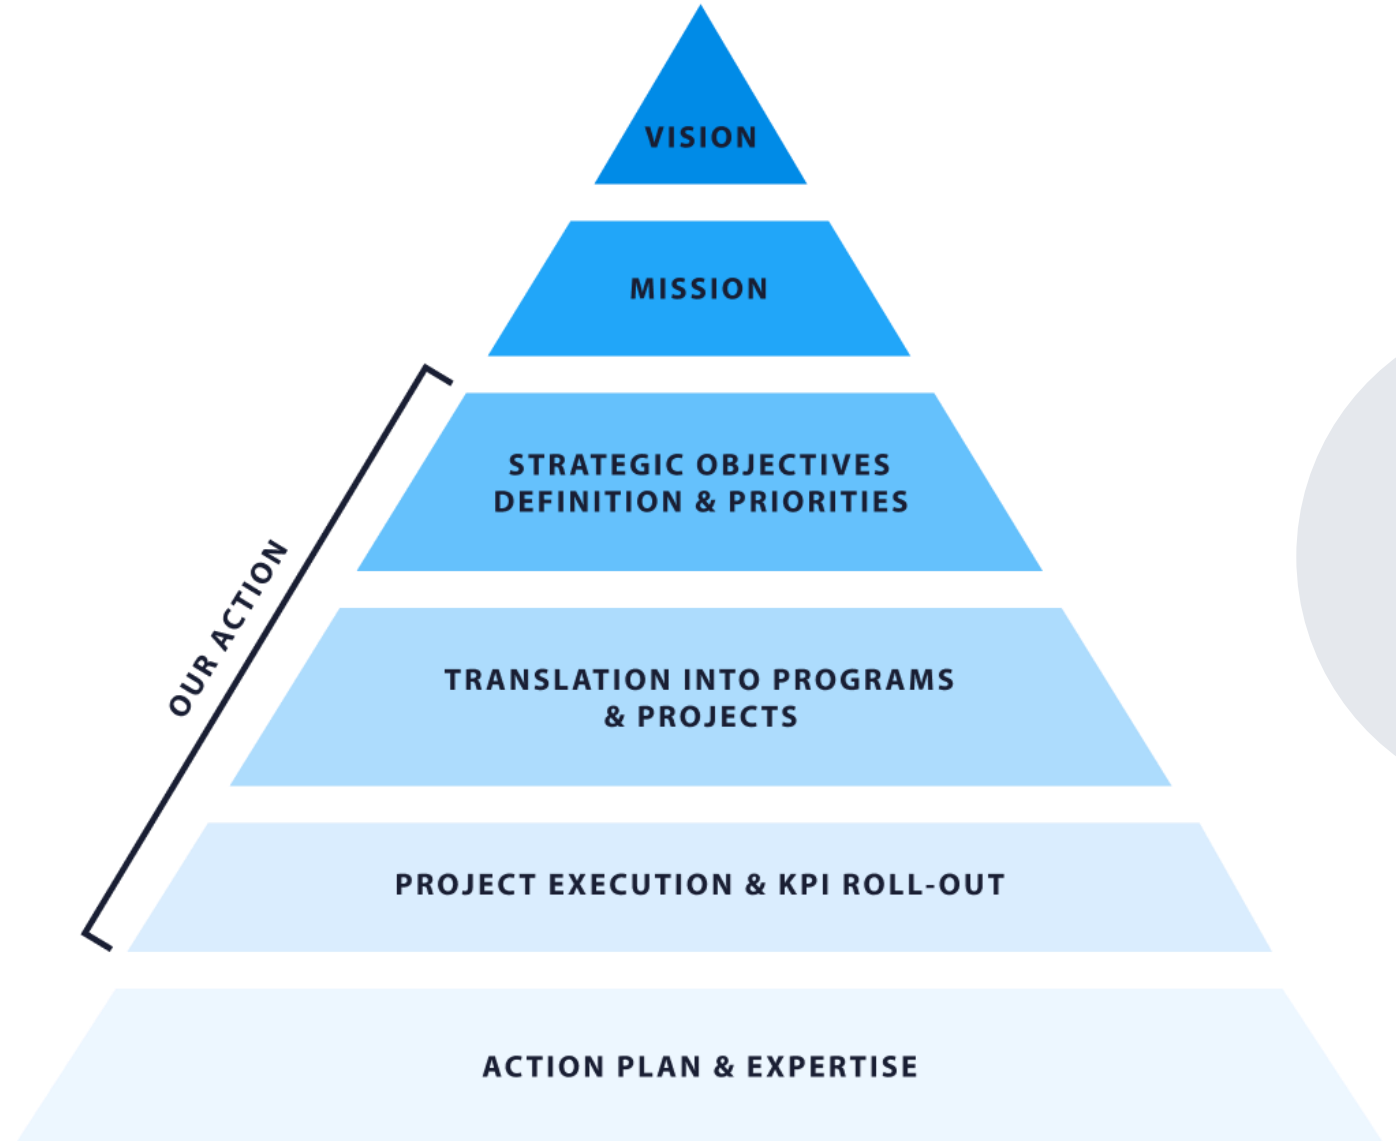 VISION
MISSION
STRATEGIC OBJECTIVES
DEFINITION & PRIORITIES
OUR ACTION
TRANSLATION INTO PROGRAMS
& PROJECTS
PROJECT EXECUTION & KPI ROLL-OUT
ACTION PLAN & EXPERTISE